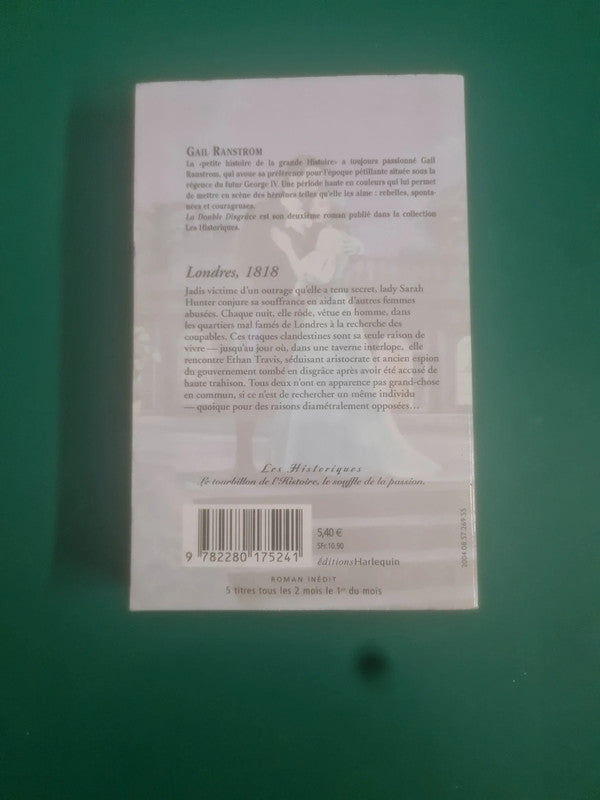 GAIL RANSTROM
La «petite histoire de la grande Histoire» a toujours passionné Gail
Ranstrom, qui avoue sa préférence pour l'époque pétillante située sous la
régence du futur George IV. Une période haute en couleurs qui lui permet
de mettre en scène des héroïnes telles qu'elle les aime : rebelles, sponta-
nées et courageuses.
La Double Disgrâce est son deuxième roman publié dans la collection
Les Historiques.
Londres, 1818
Jadis victime d'un outrage qu'elle a tenu secret, lady Sarah
Hunter conjure sa souffrance en aidant d'autres femmes
abusées. Chaque nuit, elle rôde, vêtue en homme, dans
les quartiers mal famés de Londres à la recherche des
coupables. Ces traques clandestines sont sa seule raison de
vivre — jusqu'au jour où, dans une taverne interlope, elle
rencontre Ethan Travis, séduisant aristocrate et ancien espion
du gouvernement tombé en disgrâce après avoir été accusé de
haute trahison. Tous deux n'ont en apparence pas grand-chose
en commun, si ce n'est de rechercher un même individu
— quoique pour des raisons diamétralement opposées…
Les Historiques
Le tourbillon de l'Histoire, le souffle de la passion.
5,40 €
SFr.10.90
9 782280 175241
éditionsHarlequin
2004.08.57.269.55
ROMAN INÉDIT
5 titres tous les 2 mois le 1er du mois